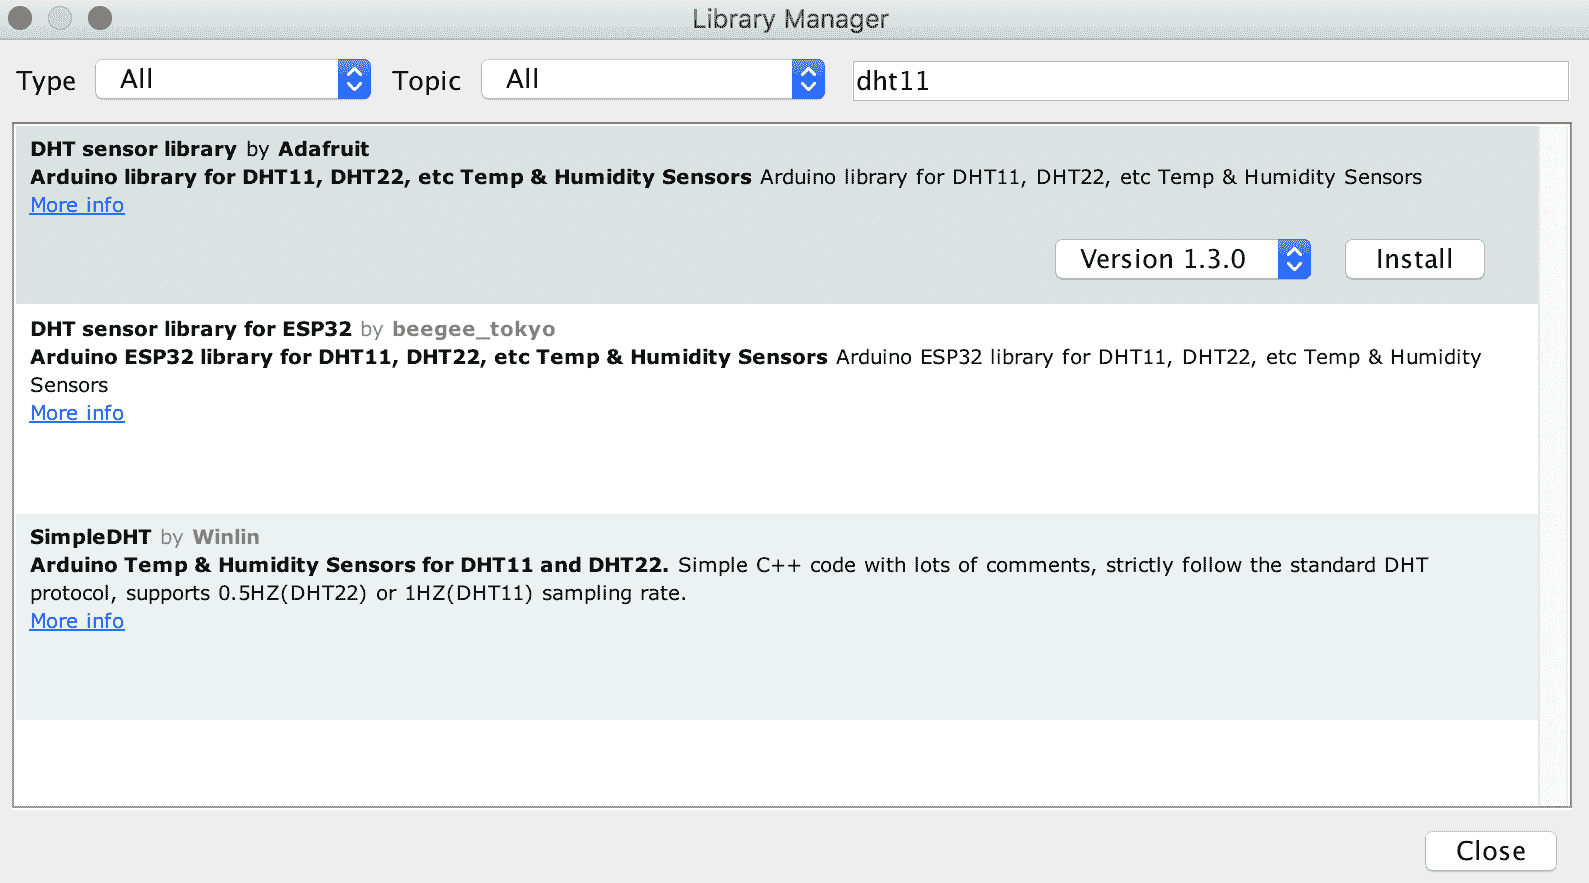 Library Manager
Type All Topic All dht11
DHT sensor library by Adafruit
Arduino library for DHT11, DHT22, etc Temp & Humidity Sensors Arduino library for DHT11, DHT22, etc Temp & Humidity Sensors
More info
Version 1.3.0 Install
DHT sensor library for ESP32 by beegee_tokyo
Arduino ESP32 library for DHT11, DHT22, etc Temp & Humidity Sensors Arduino ESP32 library for DHT11, DHT22, etc Temp & Humidity
Sensors
More info
SimpleDHT by Winlin
Arduino Temp & Humidity Sensors for DHT11 and DHT22. Simple C++ code with lots of comments, strictly follow the standard DHT
protocol, supports 0.5HZ(DHT22) or 1HZ(DHT11) sampling rate.
More info
Close